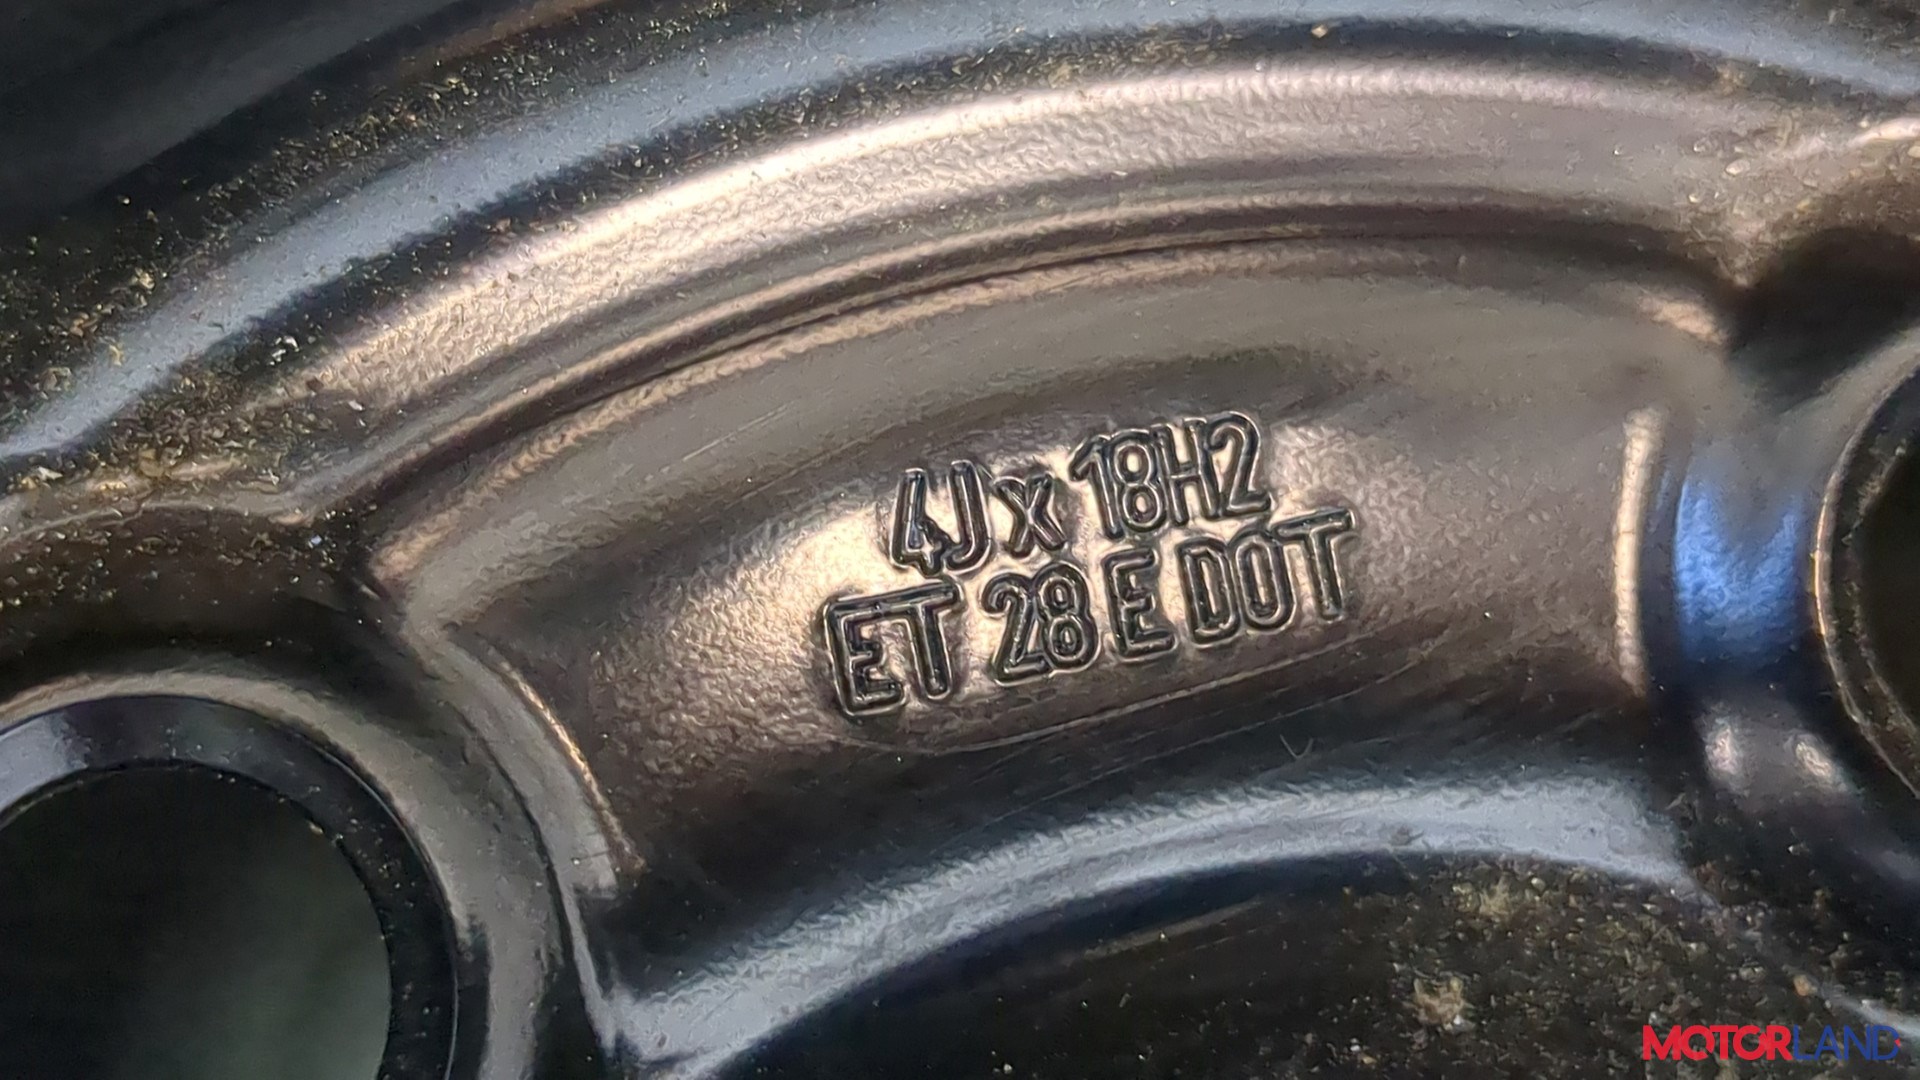 4Jx 18H2
ET 28 E DOT
MOTORLAND